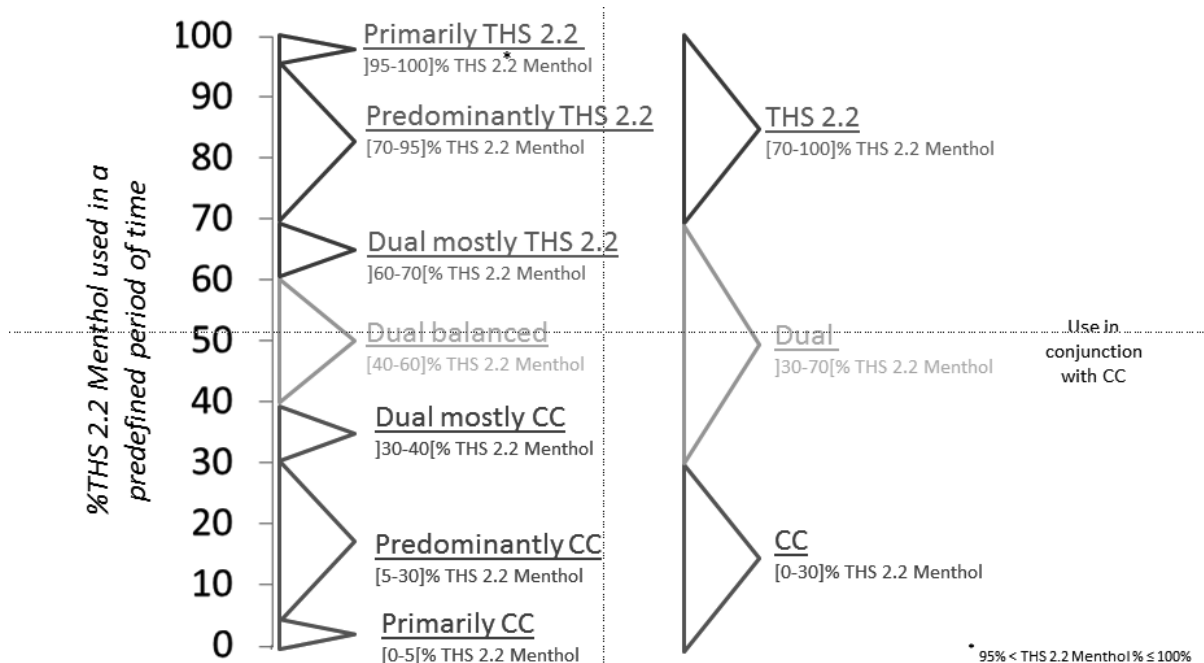 %THS 2.2 Menthol used in a
predefined period of time
100
90
80
70
60
50
40
30
20
10
0
Primarily THS 2.2
]95-100]% THS 2.2 Menthol
*
Predominantly THS 2.2
[70-95]% THS 2.2 Menthol
Dual mostly THS 2.2
]60-70[% THS 2.2 Menthol
Dual balanced
[40-60]% THS 2.2 Menthol
Dual mostly CC
]30-40[% THS 2.2 Menthol
Predominantly CC
[5-30]% THS 2.2 Menthol
Primarily CC
[0-5[% THS 2.2 Menthol
THS 2.2
[70-100]% THS 2.2 Menthol
Dual
]30-70[% THS 2.2 Menthol
CC
[0-30]% THS 2.2 Menthol
Use in
conjunction
with CC
* 95% < THS 2.2 Menthol % ≤ 100%